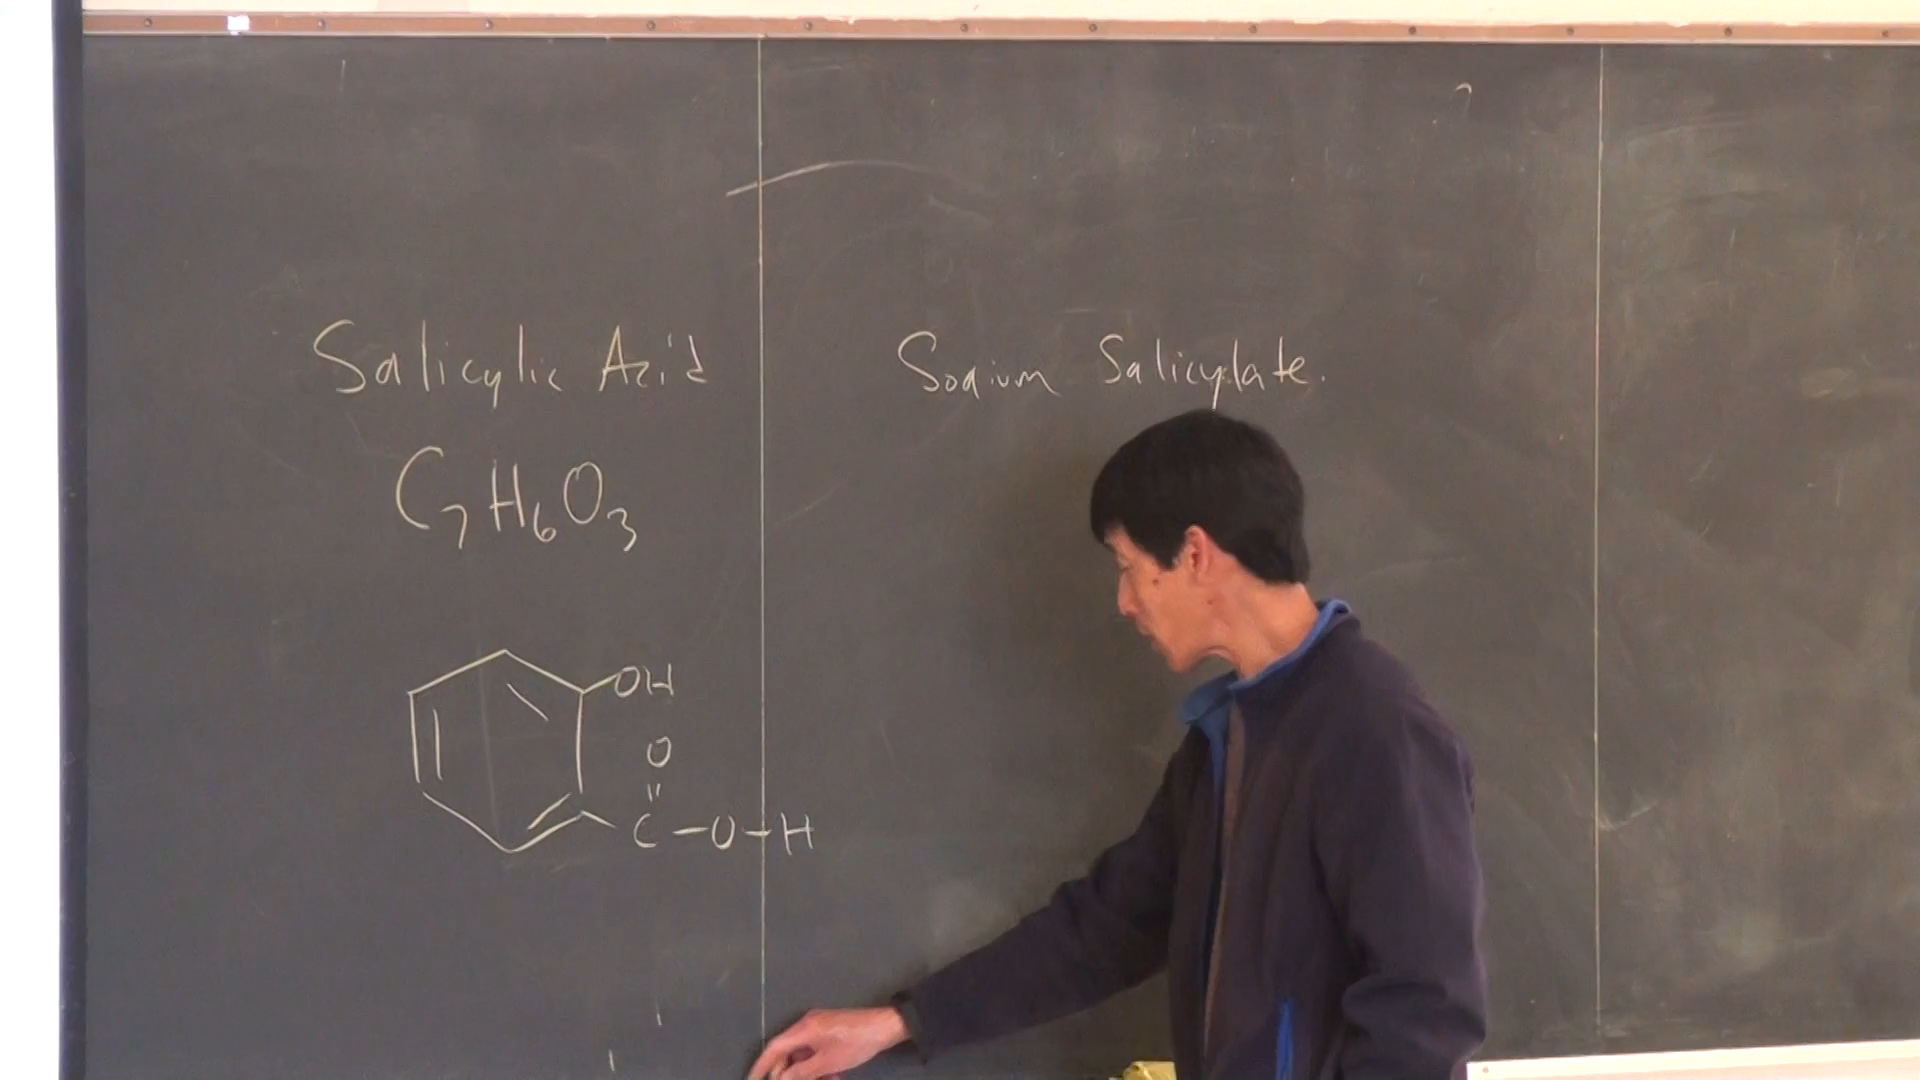 Salicylic Acid
C₇H₆O₃
OH
O
C-O-H
Sodium Salicylate.